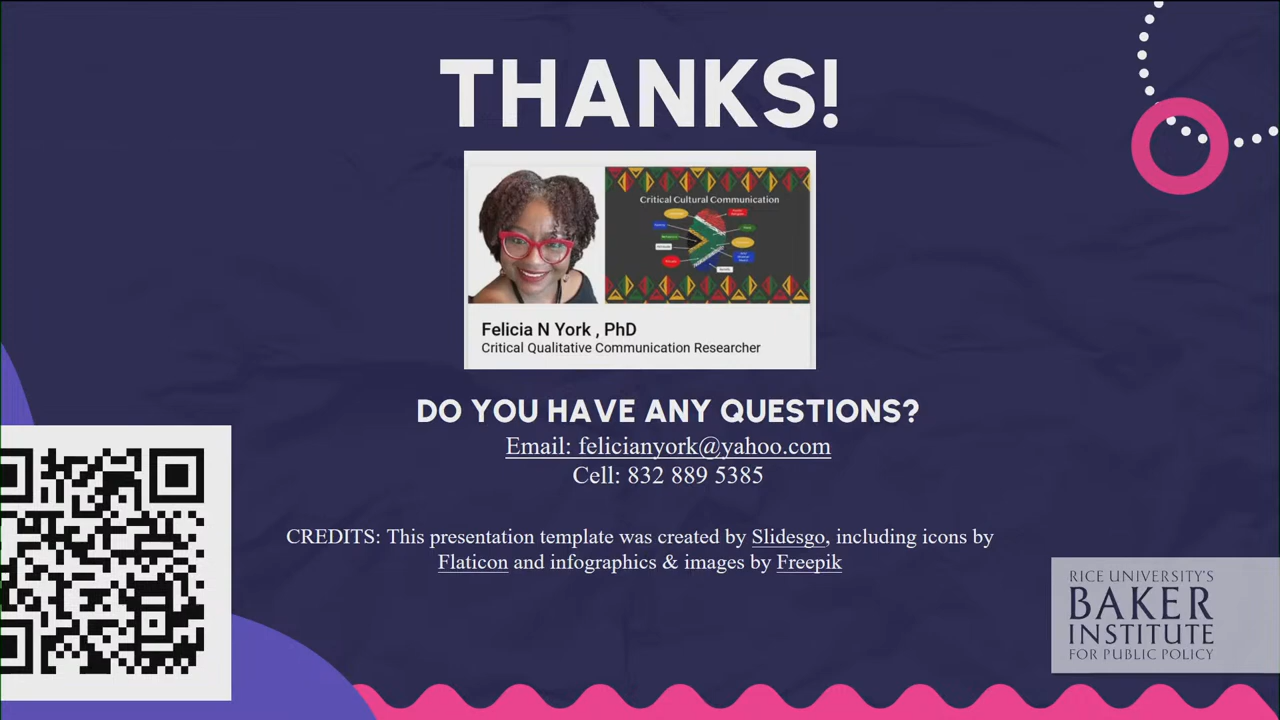 THANKS!
Critical Cultural Communication
Felicia N York , PhD
Critical Qualitative Communication Researcher
DO YOU HAVE ANY QUESTIONS?
Email: felicianyork@yahoo.com
Cell: 832 889 5385
CREDITS: This presentation template was created by Slidesgo, including icons by
Flaticon and infographics & images by Freepik
RICE UNIVERSITY'S
BAKER
INSTITUTE
FOR PUBLIC POLICY